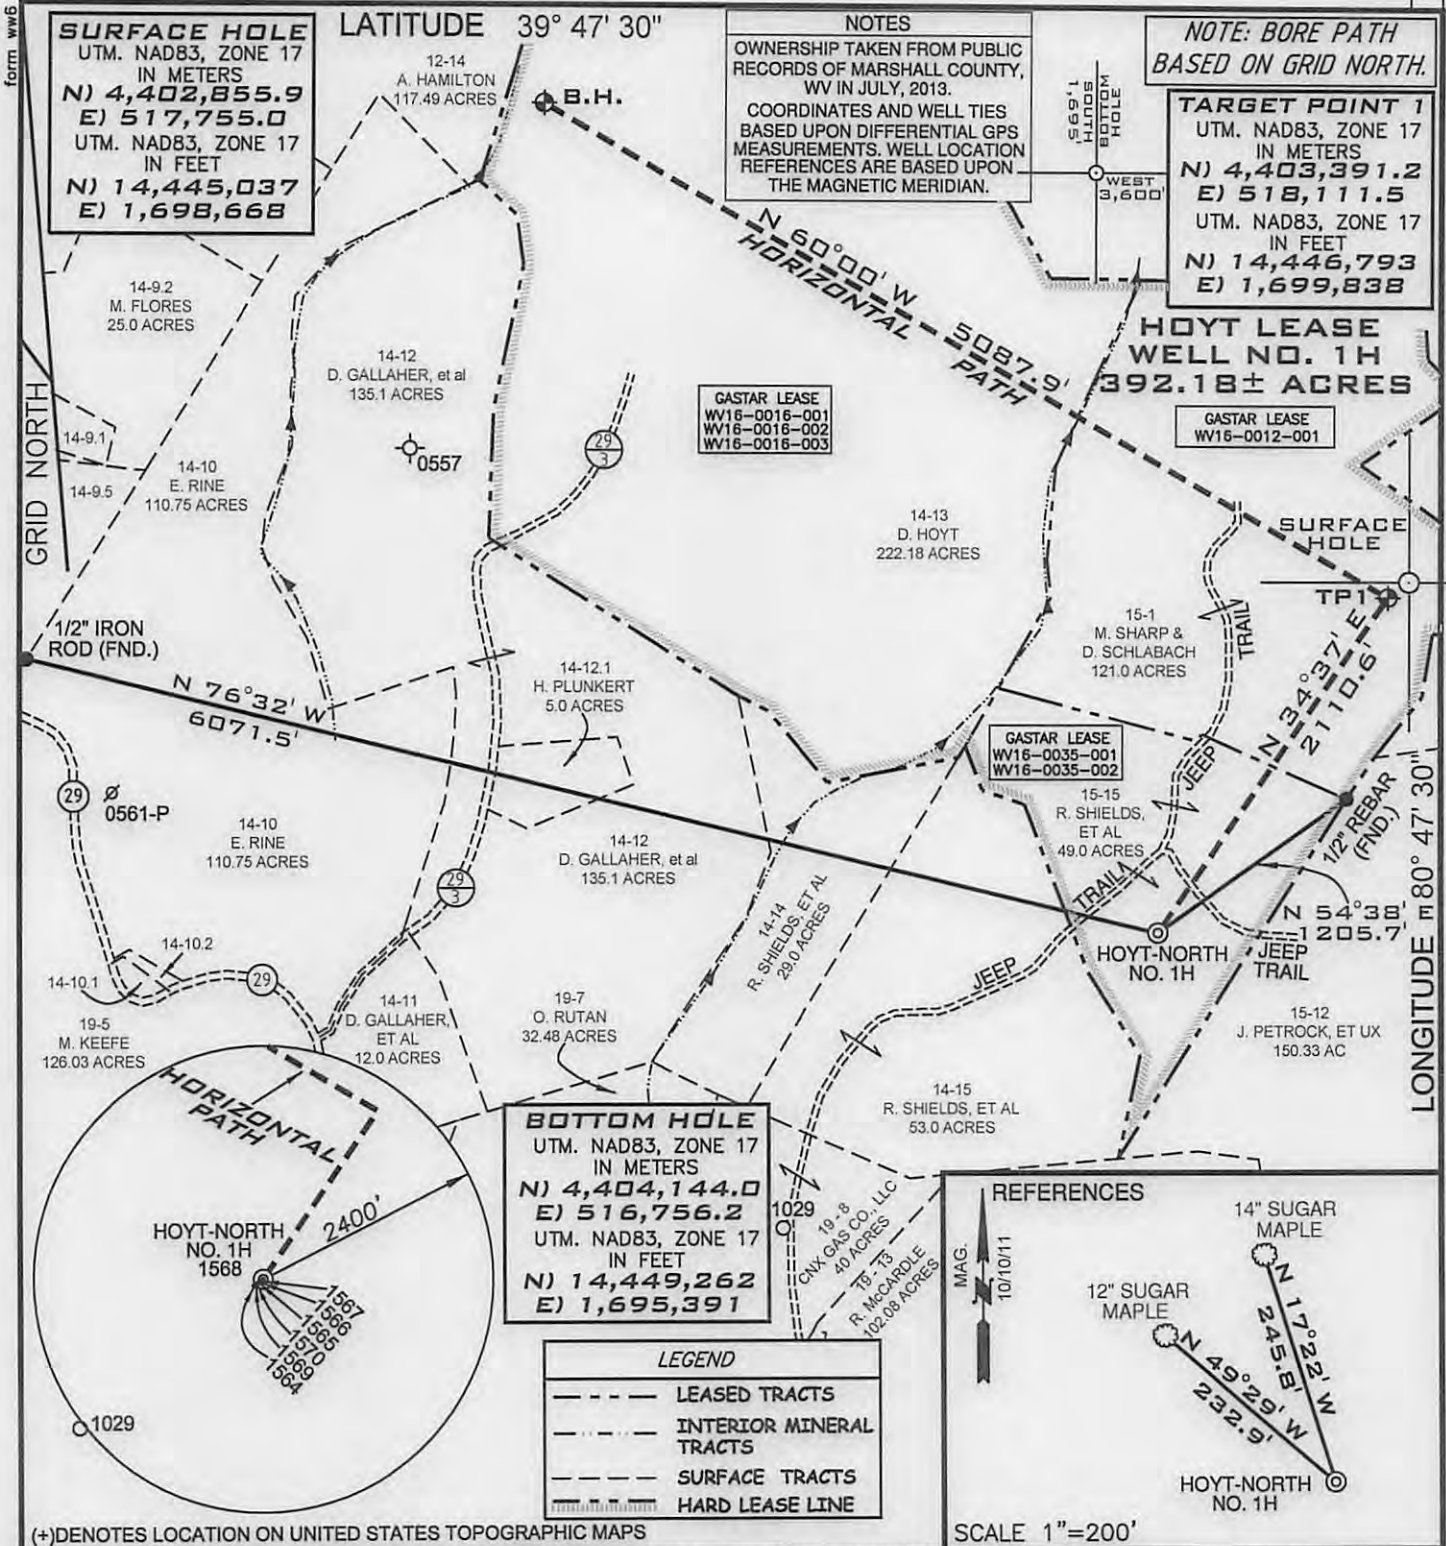 form ww6
LATITUDE 39° 47' 30"
SURFACE HOLE
UTM. NAD83, ZONE 17
IN METERS
N) 4,402,855.9
E) 517,755.0
UTM. NAD83, ZONE 17
IN FEET
N) 14,445,037
E) 1,698,668
12-14
A. HAMILTON
117.49 ACRES
B.H.
NOTES
OWNERSHIP TAKEN FROM PUBLIC
RECORDS OF MARSHALL COUNTY,
WV IN JULY, 2013.
COORDINATES AND WELL TIES
BASED UPON DIFFERENTIAL GPS
MEASUREMENTS. WELL LOCATION
REFERENCES ARE BASED UPON
THE MAGNETIC MERIDIAN.
NOTE: BORE PATH
BASED ON GRID NORTH.
BOTTOM
HOLE
SOUTH
1,695'
WEST
3,600'
TARGET POINT 1
UTM. NAD83, ZONE 17
IN METERS
N) 4,403,391.2
E) 518,111.5
UTM. NAD83, ZONE 17
IN FEET
N) 14,446,793
E) 1,699,838
N 60°00' W 5087.9'
HORIZONTAL PATH
HOYT LEASE
WELL NO. 1H
392.18± ACRES
GASTAR LEASE
WV16-0012-001
14-9.2
M. FLORES
25.0 ACRES
14-12
D. GALLAHER, et al
135.1 ACRES
0557
GASTAR LEASE
WV16-0016-001
WV16-0016-002
WV16-0016-003
29
3
GRID NORTH
14-9.1
14-9.5
14-10
E. RINE
110.75 ACRES
14-13
D. HOYT
222.18 ACRES
SURFACE
HOLE
TP1
15-1
M. SHARP &
D. SCHLABACH
121.0 ACRES
JEEP TRAIL
1/2" IRON
ROD (FND.)
N 76°32' W
6071.5'
14-12.1
H. PLUNKERT
5.0 ACRES
N 34°37' E
2110.6'
GASTAR LEASE
WV16-0035-001
WV16-0035-002
15-15
R. SHIELDS,
ET AL
49.0 ACRES
1/2" REBAR
(FND.)
LONGITUDE 80° 47' 30"
29
0561-P
14-10
E. RINE
110.75 ACRES
14-12
D. GALLAHER, et al
135.1 ACRES
29
3
14-14
R. SHIELDS, ET AL
29.0 ACRES
JEEP TRAIL
HOYT-NORTH
NO. 1H
N 54°38' E
1205.7'
JEEP
TRAIL
14-10.2
14-10.1
29
19-5
M. KEEFE
126.03 ACRES
14-11
D. GALLAHER,
ET AL
12.0 ACRES
19-7
O. RUTAN
32.48 ACRES
15-12
J. PETROCK, ET UX
150.33 AC
14-15
R. SHIELDS, ET AL
53.0 ACRES
HORIZONTAL
PATH
2400'
HOYT-NORTH
NO. 1H
1568
1567
1566
1565
1570
1569
1564
1029
BOTTOM HOLE
UTM. NAD83, ZONE 17
IN METERS
N) 4,404,144.0
E) 516,756.2
UTM. NAD83, ZONE 17
IN FEET
N) 14,449,262
E) 1,695,391
1029
19 - 8
CNX GAS CO., LLC
40 ACRES
19 - 13
R. McCARDLE
102.08 ACRES
LEGEND
LEASED TRACTS
INTERIOR MINERAL
TRACTS
SURFACE TRACTS
HARD LEASE LINE
REFERENCES
MAG.
10/10/11
14" SUGAR
MAPLE
12" SUGAR
MAPLE
N 17°22' W
245.8'
N 49°29' W
232.9'
HOYT-NORTH
NO. 1H
SCALE 1"=200'
(+)DENOTES LOCATION ON UNITED STATES TOPOGRAPHIC MAPS